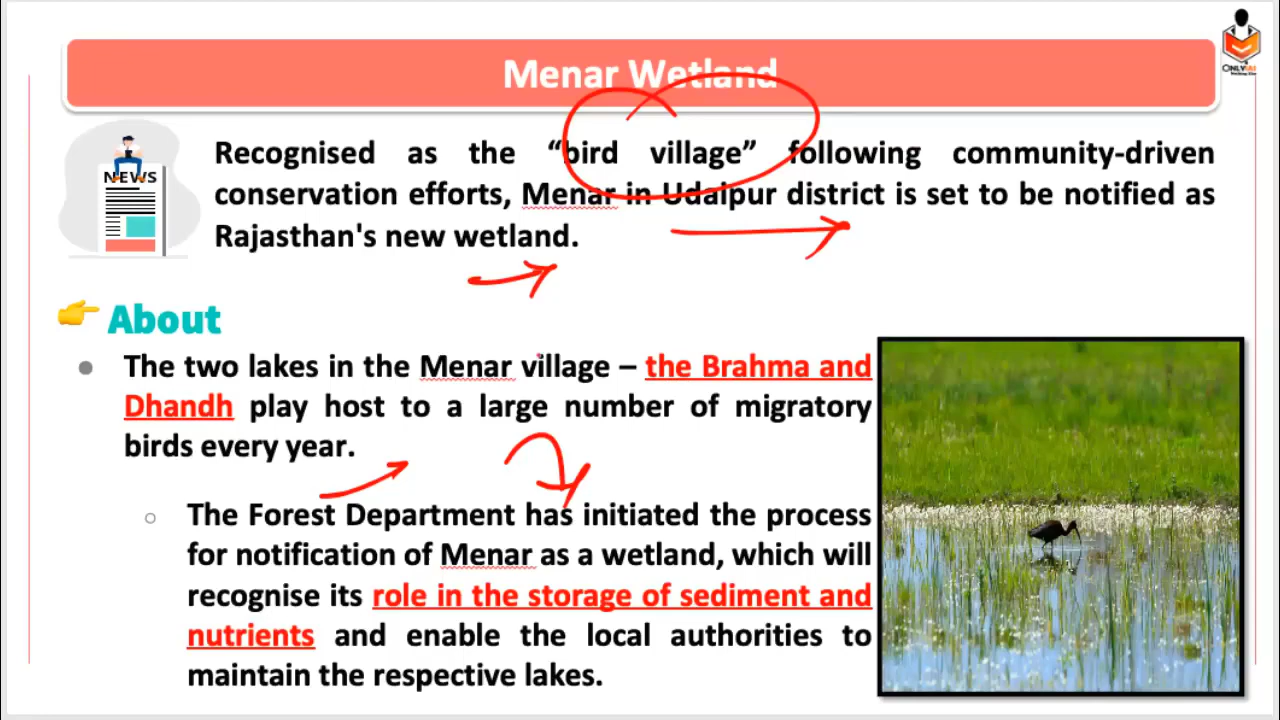 Menar Wetland
ONLYIAS
NEWS
Recognised as the “bird village” following community-driven
conservation efforts, Menar in Udaipur district is set to be notified as
Rajasthan's new wetland.
About
The two lakes in the Menar village – the Brahma and
Dhandh play host to a large number of migratory
birds every year.
The Forest Department has initiated the process
for notification of Menar as a wetland, which will
recognise its role in the storage of sediment and
nutrients and enable the local authorities to
maintain the respective lakes.